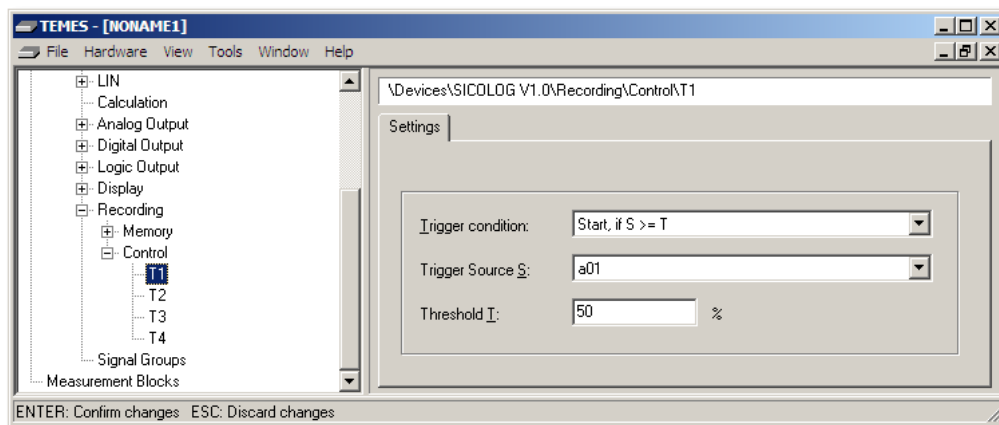 TEMES - [NONAME1]
File Hardware View Tools Window Help
LIN
Calculation
Analog Output
Digital Output
Logic Output
Display
Recording
Memory
Control
T1
T2
T3
T4
Signal Groups
Measurement Blocks
\Devices\SICOLOG V1.0\Recording\Control\T1
Settings
Trigger condition: Start, if S >= T
Trigger Source S: a01
Threshold T: 50 %
ENTER: Confirm changes ESC: Discard changes